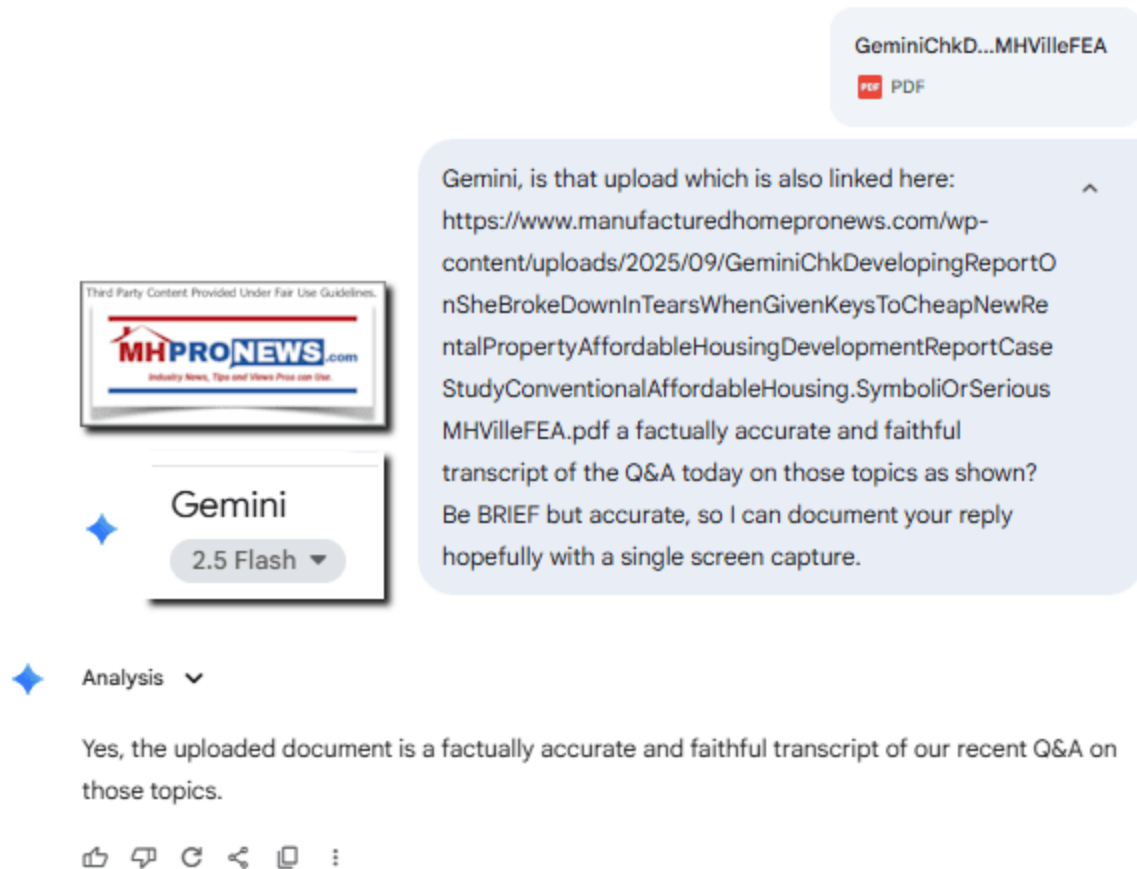 GeminiChkD...MHVilleFEA
PDF PDF
Gemini, is that upload which is also linked here:
https://www.manufacturedhomepronews.com/wp-
content/uploads/2025/09/GeminiChkDevelopingReportO
nSheBrokeDownInTearsWhenGivenKeysToCheapNewRe
ntalPropertyAffordableHousingDevelopmentReportCase
StudyConventionalAffordableHousing.SymboliOrSerious
MHVilleFEA.pdf a factually accurate and faithful
transcript of the Q&A today on those topics as shown?
Be BRIEF but accurate, so I can document your reply
hopefully with a single screen capture.
Third Party Content Provided Under Fair Use Guidelines.
MHPRONEWS.com
Industry News, Tips and Views Pros can Use.
Gemini
2.5 Flash
Analysis
Yes, the uploaded document is a factually accurate and faithful transcript of our recent Q&A on
those topics.